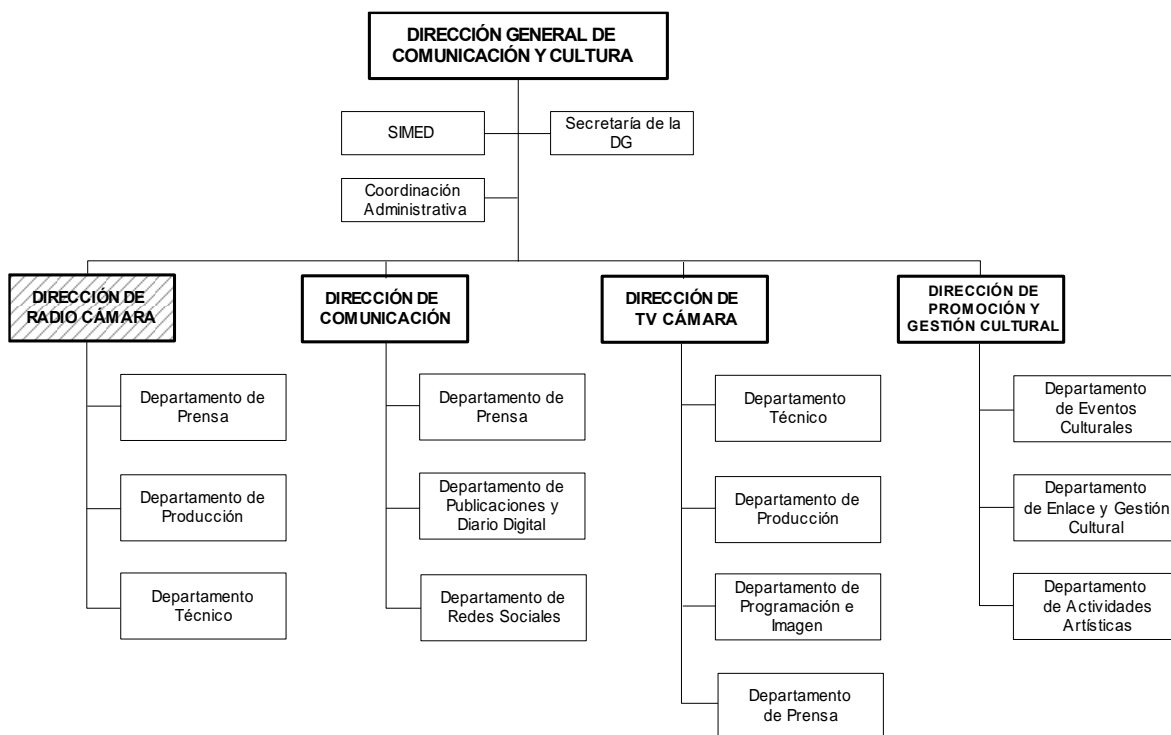 DIRECCIÓN GENERAL DE
COMUNICACIÓN Y CULTURA
SIMED
Secretaría de la
DG
Coordinación
Administrativa
DIRECCIÓN DE
RADIO CÁMARA
Departamento de
Prensa
Departamento de
Producción
Departamento
Técnico
DIRECCIÓN DE
COMUNICACIÓN
Departamento de
Prensa
Departamento de
Publicaciones y
Diario Digital
Departamento de
Redes Sociales
DIRECCIÓN DE
TV CÁMARA
Departamento
Técnico
Departamento de
Producción
Departamento de
Programación e
Imagen
Departamento
de Prensa
DIRECCIÓN DE
PROMOCIÓN Y
GESTIÓN CULTURAL
Departamento
de Eventos
Culturales
Departamento
de Enlace y Gestión
Cultural
Departamento
de Actividades
Artísticas